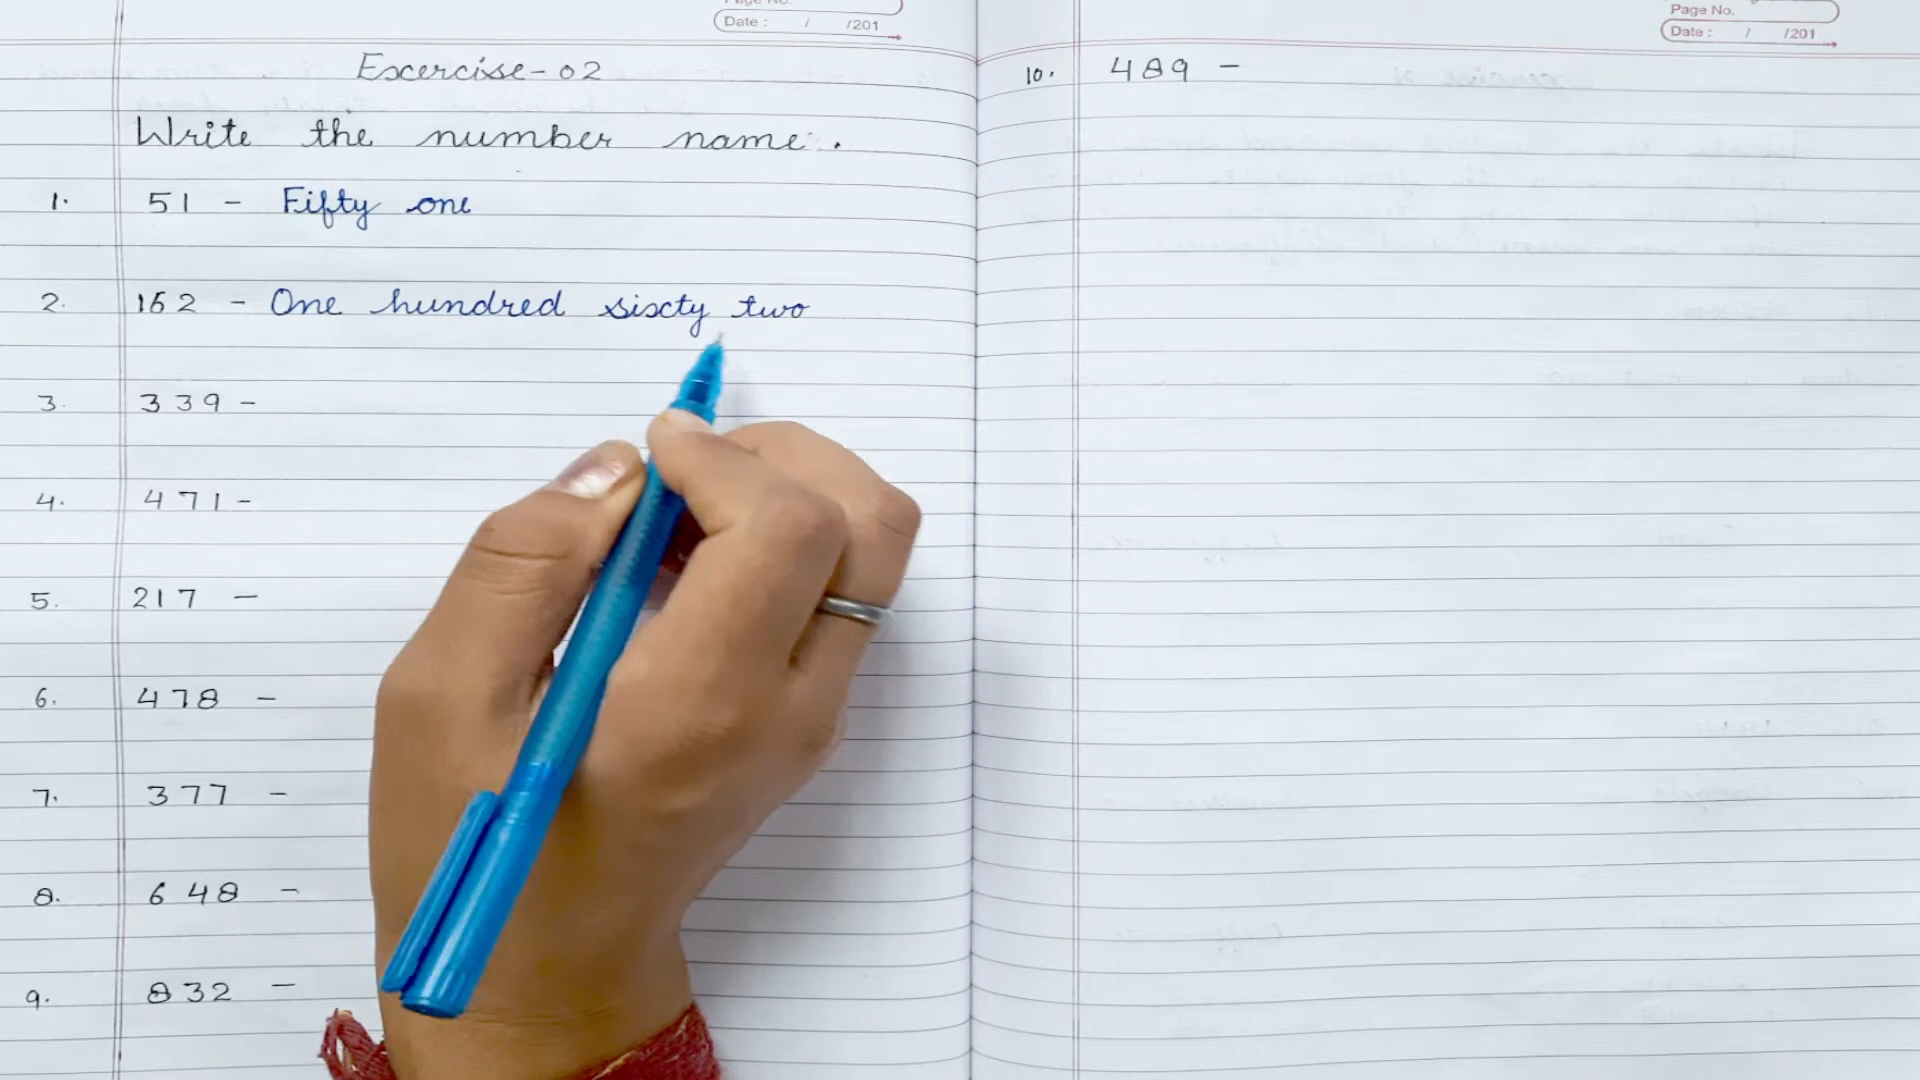 Page No.
Date : / /201
Excercise-02
Write the number name.
1. 51 - Fifty one
2. 162 - One hundred sixty two
3. 339 -
4. 471 -
5. 217 -
6. 478 -
7. 377 -
8. 648 -
9. 832 -
Page No.
Date : / /201
10. 489 -